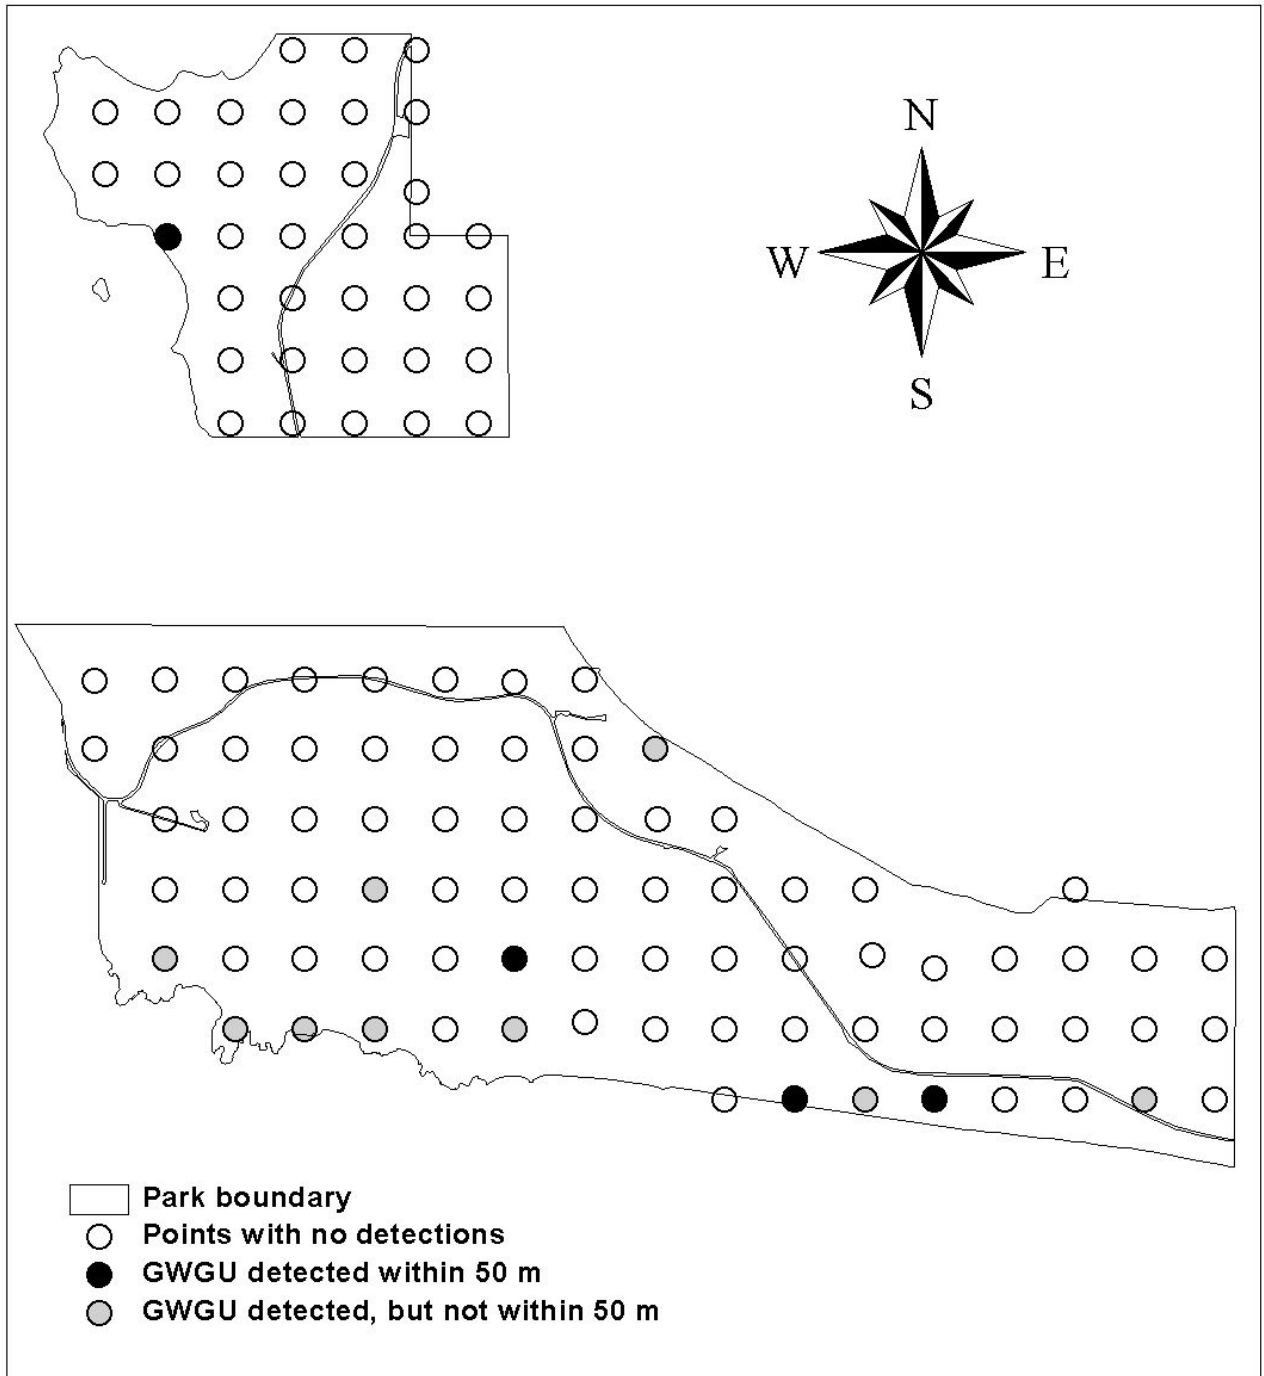 N
W
E
S
Park boundary
Points with no detections
GWGU detected within 50 m
GWGU detected, but not within 50 m